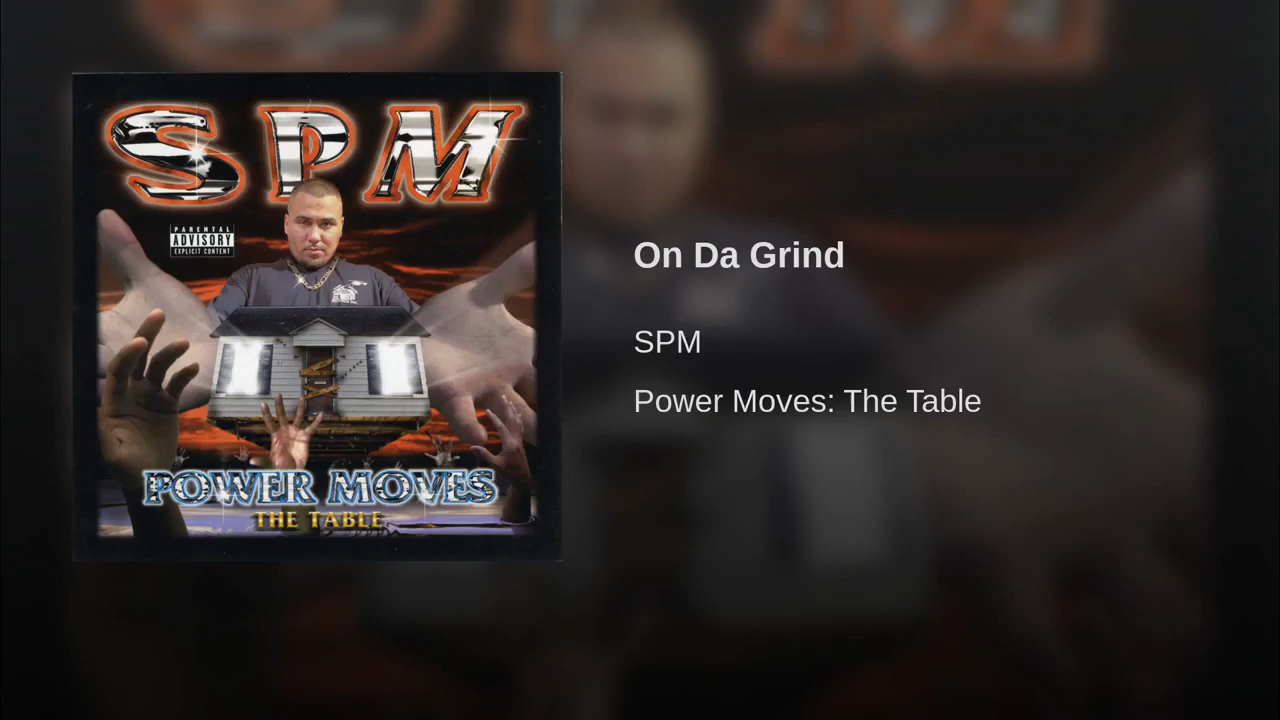 SPM
PARENTAL
ADVISORY
EXPLICIT CONTENT
POWER MOVES
THE TABLE
On Da Grind
SPM
Power Moves: The Table